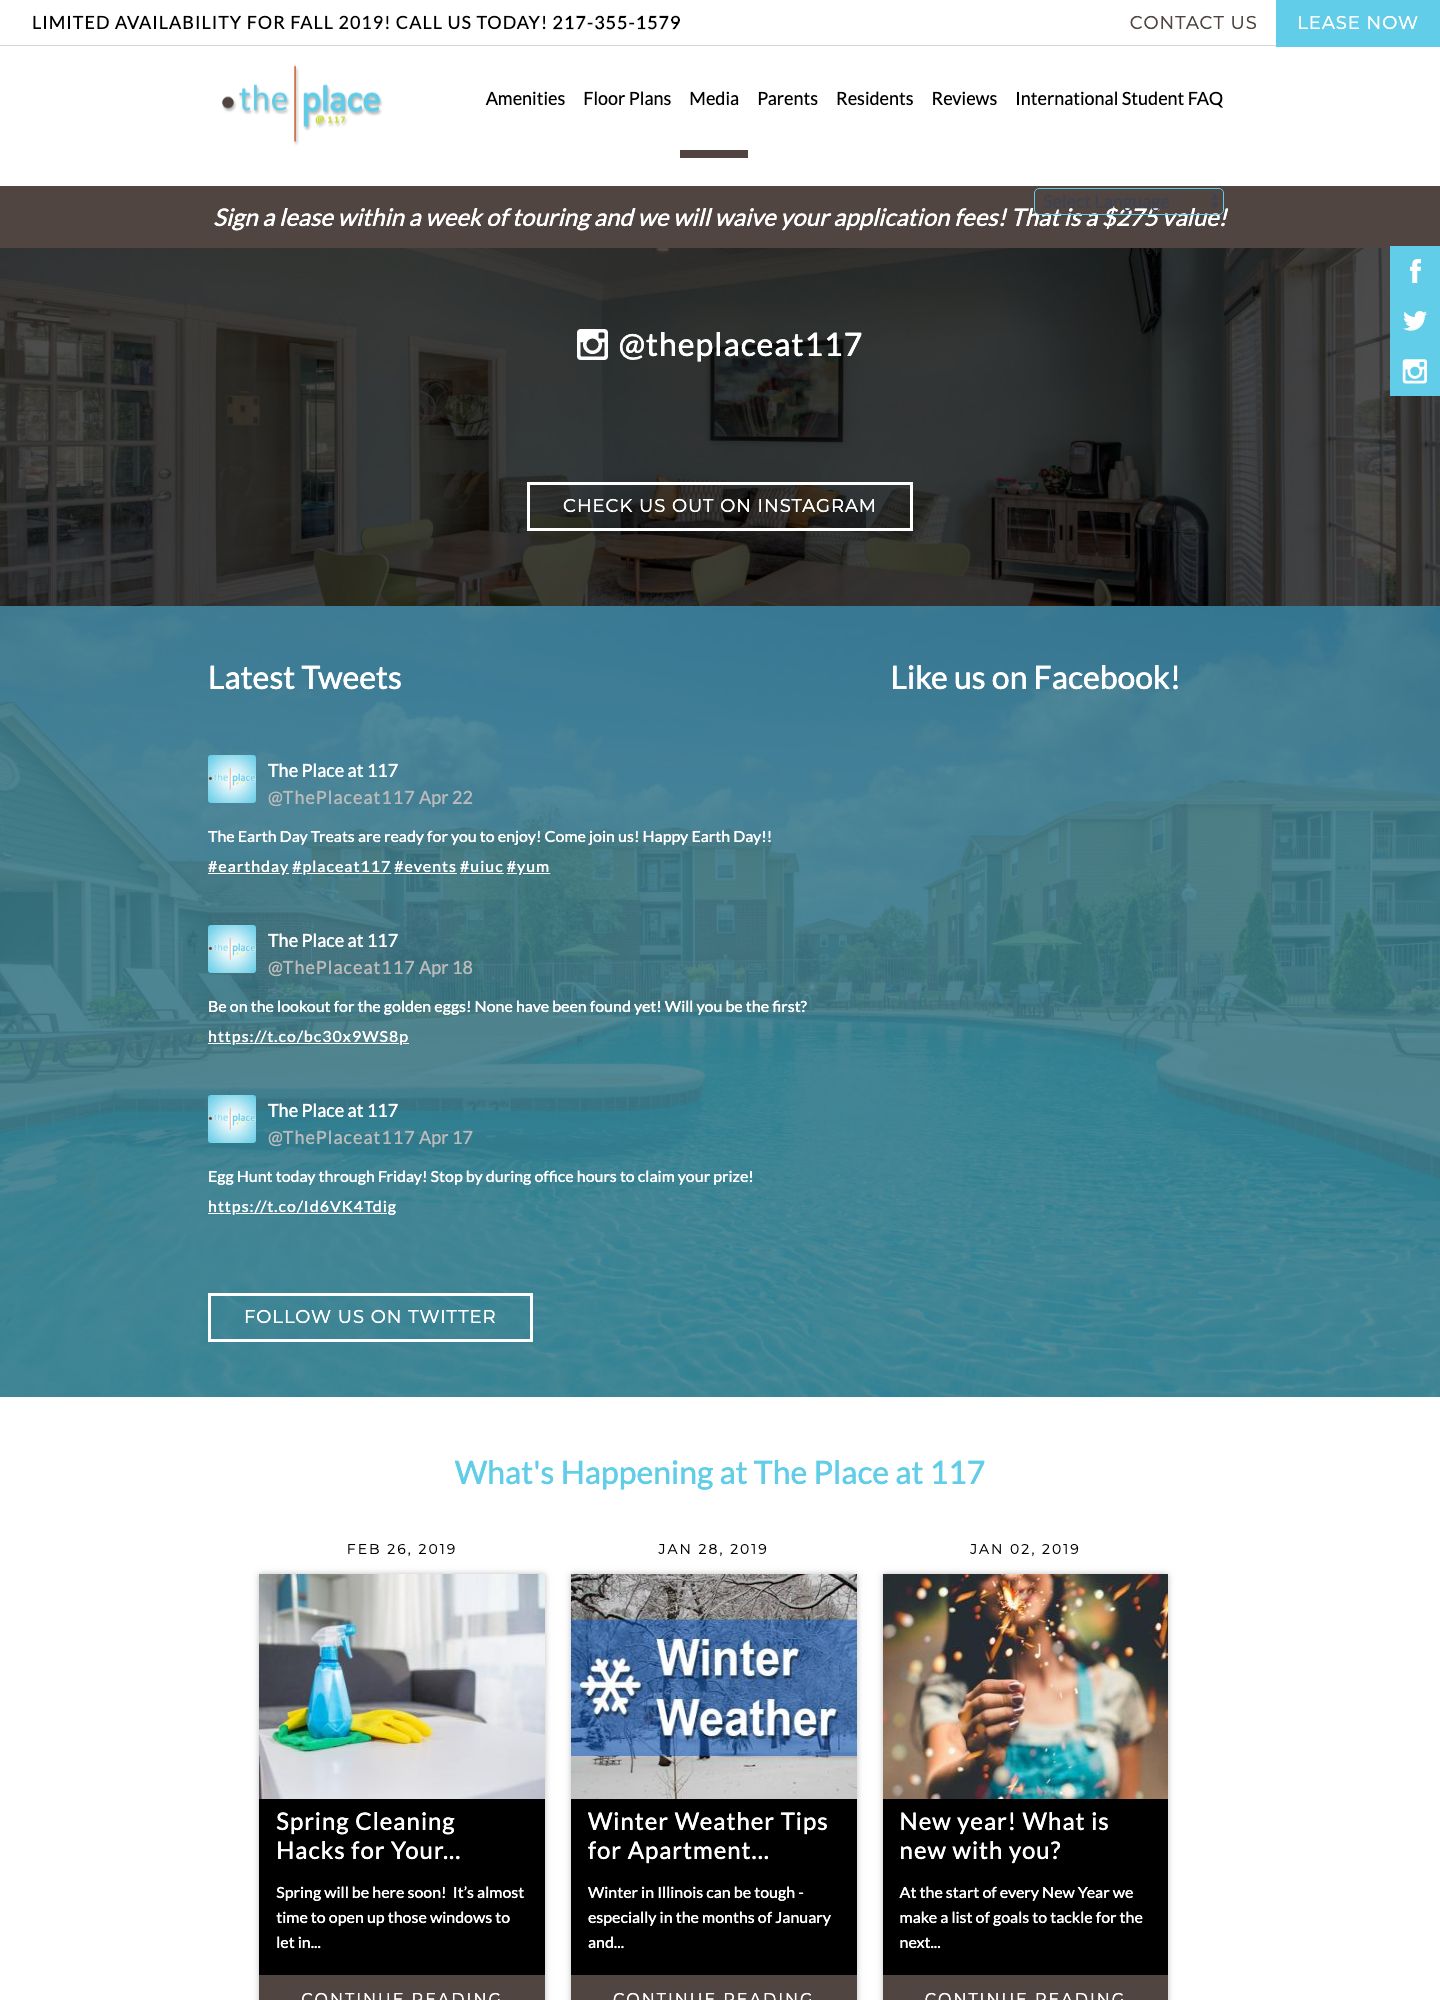 LIMITED AVAILABILITY FOR FALL 2019! CALL US TODAY! 217-355-1579
CONTACT US
LEASE NOW
the place
@ 117
Amenities
Floor Plans
Media
Parents
Residents
Reviews
International Student FAQ
Select Language
Sign a lease within a week of touring and we will waive your application fees! That is a $275 value!
@theplaceat117
CHECK US OUT ON INSTAGRAM
Latest Tweets
Like us on Facebook!
the place
The Place at 117
@ThePlaceat117 Apr 22
The Earth Day Treats are ready for you to enjoy! Come join us! Happy Earth Day!!
#earthday #placeat117 #events #uiuc #yum
the place
The Place at 117
@ThePlaceat117 Apr 18
Be on the lookout for the golden eggs! None have been found yet! Will you be the first?
https://t.co/bc30x9WS8p
the place
The Place at 117
@ThePlaceat117 Apr 17
Egg Hunt today through Friday! Stop by during office hours to claim your prize!
https://t.co/Id6VK4Tdig
FOLLOW US ON TWITTER
What's Happening at The Place at 117
FEB 26, 2019
Spring Cleaning
Hacks for Your...
Spring will be here soon!  It’s almost
time to open up those windows to
let in...
CONTINUE READING
JAN 28, 2019
Winter
Weather
Winter Weather Tips
for Apartment...
Winter in Illinois can be tough -
especially in the months of January
and...
CONTINUE READING
JAN 02, 2019
New year! What is
new with you?
At the start of every New Year we
make a list of goals to tackle for the
next...
CONTINUE READING